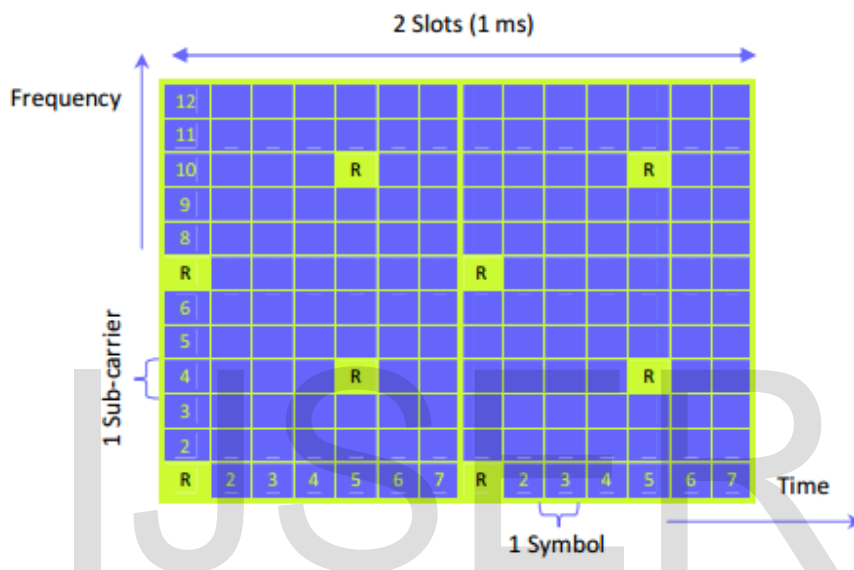 2 Slots (1 ms)
Frequency
12
11
10 R R
9
8
R R
6
5
4 R R
3
2
R 2 3 4 5 6 7 R 2 3 4 5 6 7
1 Sub-carrier
Time
1 Symbol
IJSER